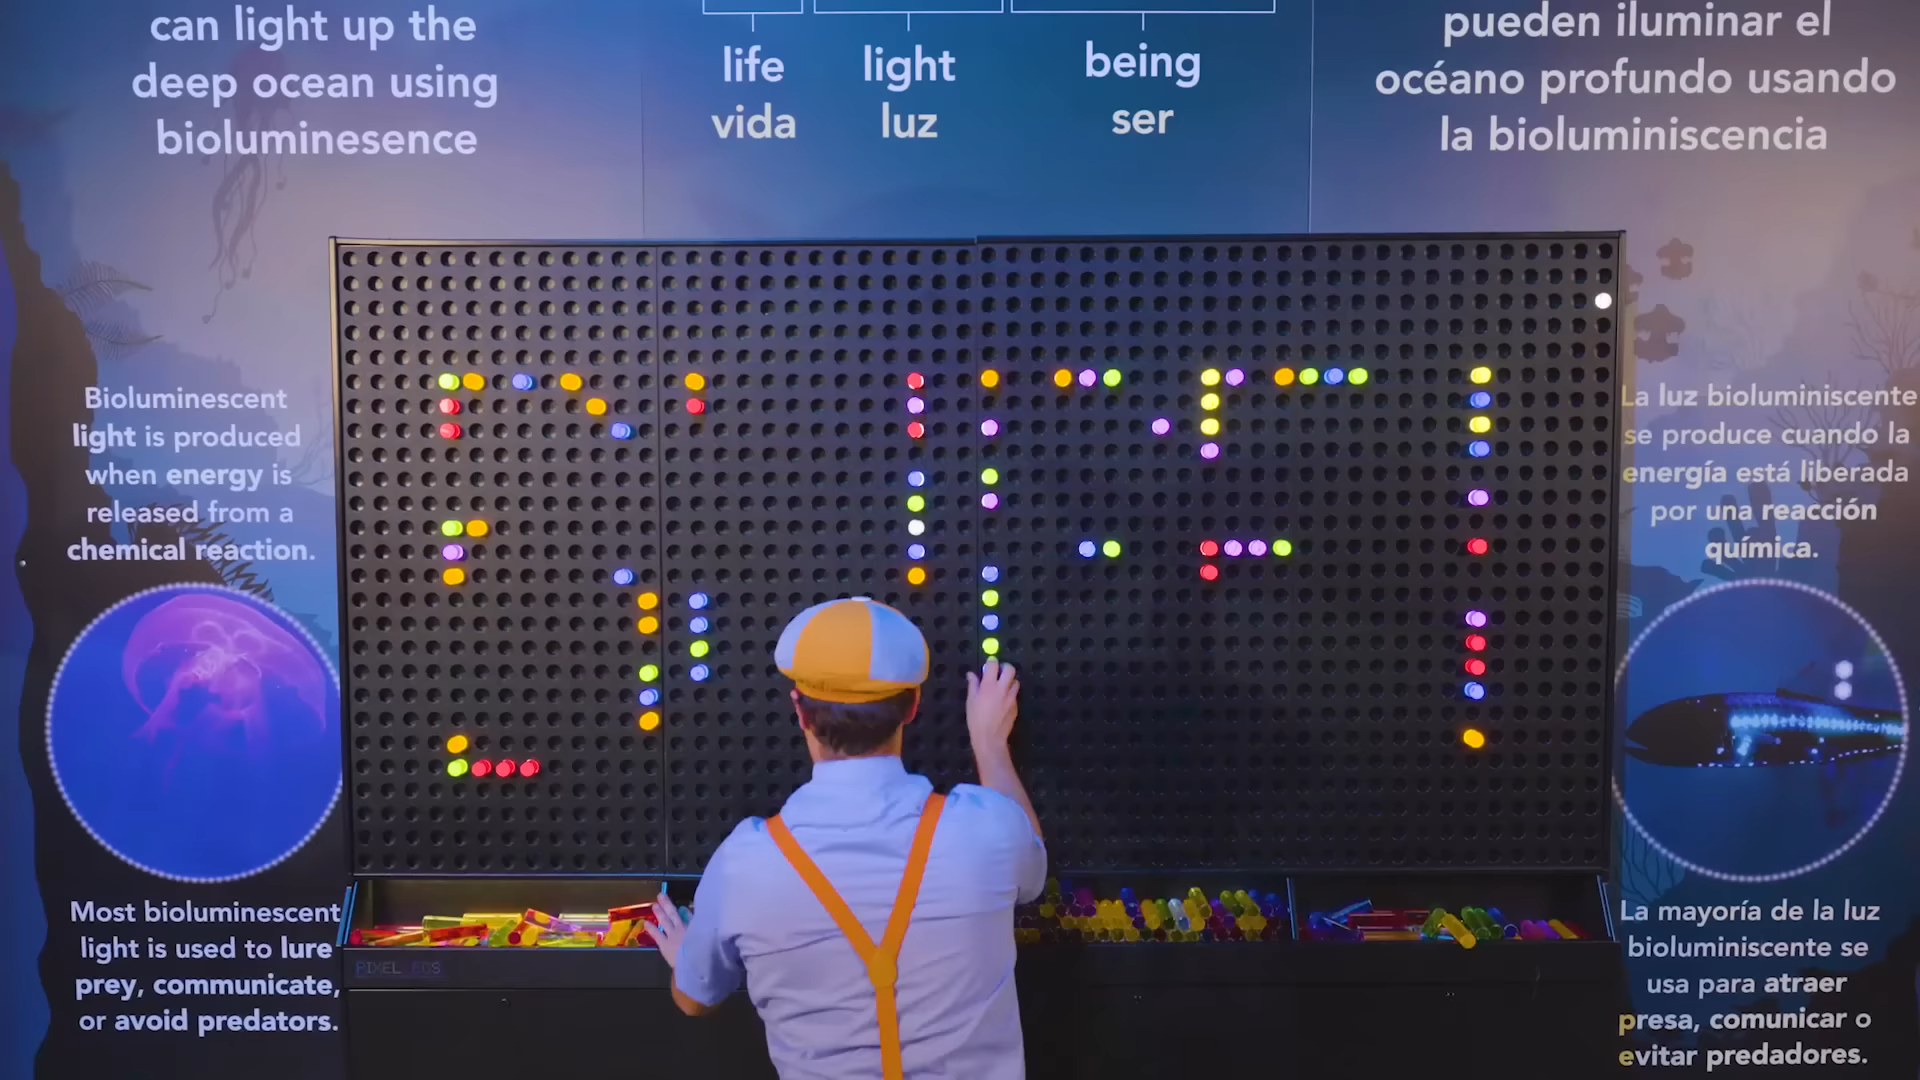 can light up the
deep ocean using
bioluminesence
life
vida
light
luz
being
ser
pueden iluminar el
océano profundo usando
la bioluminiscencia
Bioluminescent
light is produced
when energy is
released from a
chemical reaction.
La luz bioluminiscente
se produce cuando la
energía está liberada
por una reacción
química.
Most bioluminescent
light is used to lure
prey, communicate,
or avoid predators.
La mayoría de la luz
bioluminiscente se
usa para atraer
presa, comunicar o
evitar predadores.
PIXEL